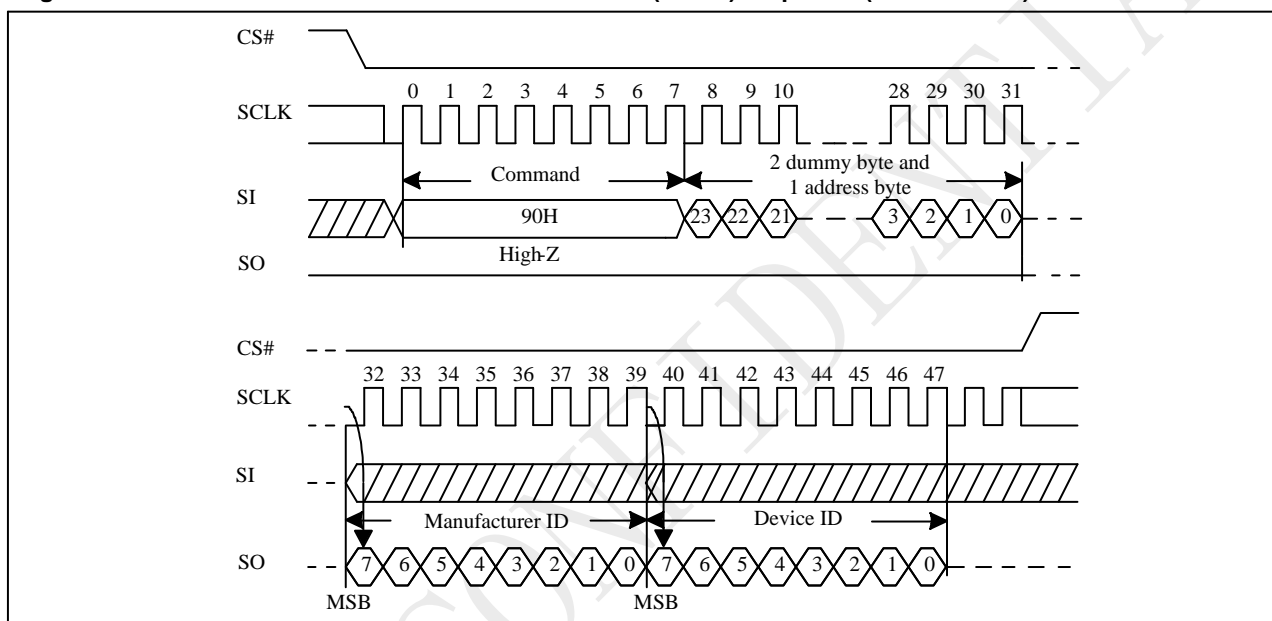 CS#
0 1 2 3 4 5 6 7 8 9 10 28 29 30 31
SCLK
Command
2 dummy byte and
1 address byte
SI
90H
23 22 21 3 2 1 0
High-Z
SO
CS#
32 33 34 35 36 37 38 39 40 41 42 43 44 45 46 47
SCLK
SI
Manufacturer ID
Device ID
SO
7 6 5 4 3 2 1 0 7 6 5 4 3 2 1 0
MSB
MSB